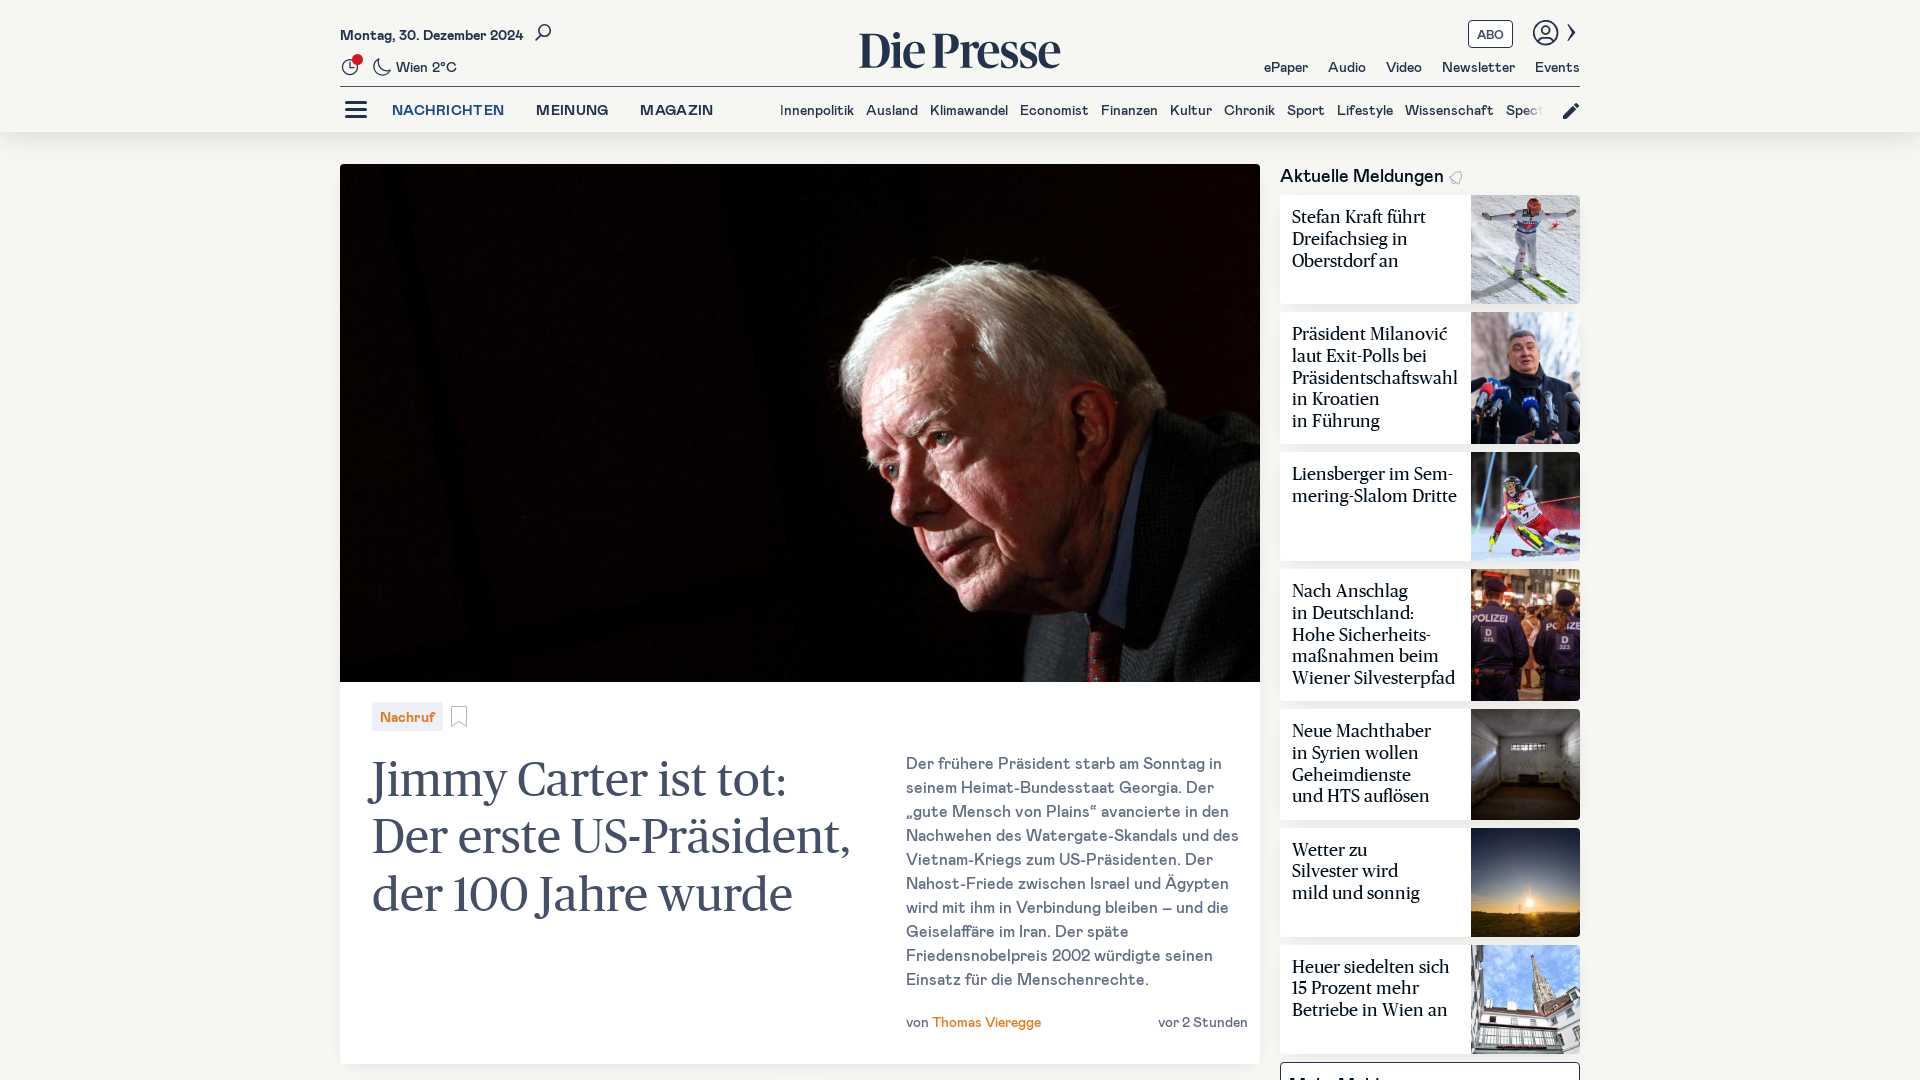 Montag, 30. Dezember 2024
Wien 2°C
Die Presse
ABO
ePaper Audio Video Newsletter Events
NACHRICHTEN MEINUNG MAGAZIN
Innenpolitik Ausland Klimawandel Economist Finanzen Kultur Chronik Sport Lifestyle Wissenschaft
Nachruf
Jimmy Carter ist tot:
Der erste US-Präsident,
der 100 Jahre wurde
Der frühere Präsident starb am Sonntag in
seinem Heimat-Bundesstaat Georgia. Der
„gute Mensch von Plains“ avancierte in den
Nachwehen des Watergate-Skandals und des
Vietnam-Kriegs zum US-Präsidenten. Der
Nahost-Friede zwischen Israel und Ägypten
wird mit ihm in Verbindung bleiben – und die
Geiselaffäre im Iran. Der späte
Friedensnobelpreis 2002 würdigte seinen
Einsatz für die Menschenrechte.
von Thomas Vieregge
vor 2 Stunden
Aktuelle Meldungen
Stefan Kraft führt
Dreifachsieg in
Oberstdorf an
Präsident Milanović
laut Exit-Polls bei
Präsidentschaftswahl
in Kroatien
in Führung
Liensberger im Sem-
mering-Slalom Dritte
Nach Anschlag
in Deutschland:
Hohe Sicherheits-
maßnahmen beim
Wiener Silvesterpfad
POLIZEI
D
Neue Machthaber
in Syrien wollen
Geheimdienste
und HTS auflösen
Wetter zu
Silvester wird
mild und sonnig
Heuer siedelten sich
15 Prozent mehr
Betriebe in Wien an